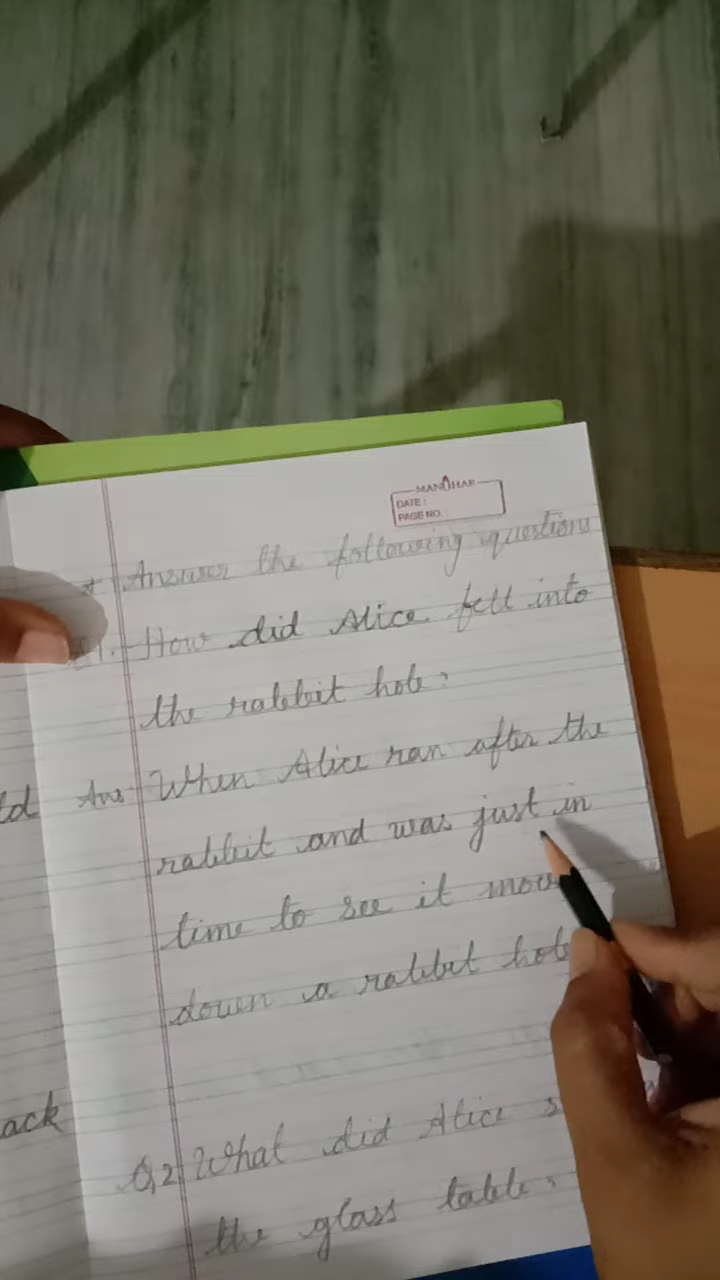 MANOHAR
DATE :
PAGE NO.
* Answer the following questions
Q1. How did Alice fell into
the rabbit hole?
ld
Ans- When Alice ran after the
rabbit and was just in
time to see it
down a rabbit hole
ack
Q,2, What did Alice
the glass table?